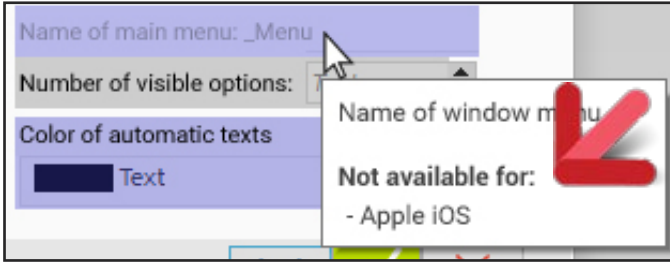 Name of main menu: _Menu
Number of visible options:
Color of automatic texts
Text
Name of window menu
Not available for:
- Apple iOS